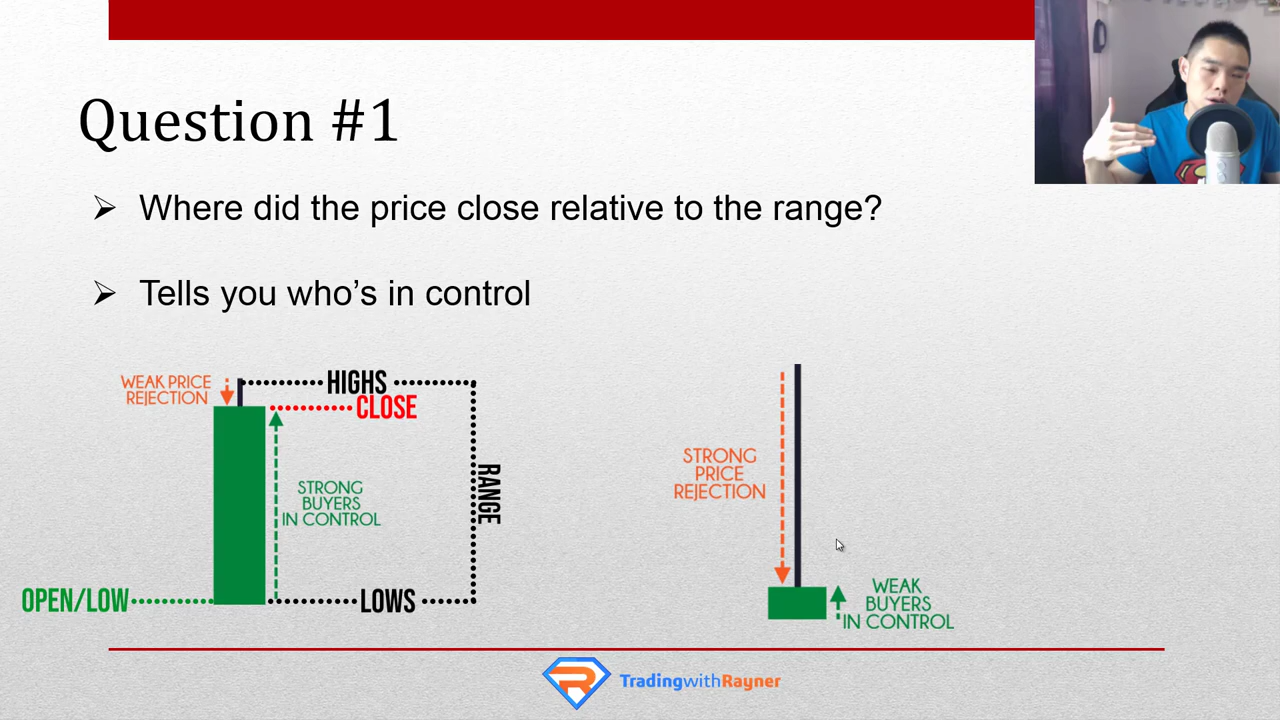 Question #1
Where did the price close relative to the range?
Tells you who’s in control
WEAK PRICE
REJECTION
HIGHS
CLOSE
STRONG
BUYERS
IN CONTROL
RANGE
OPEN/LOW
LOWS
STRONG
PRICE
REJECTION
WEAK
BUYERS
IN CONTROL
TradingwithRayner